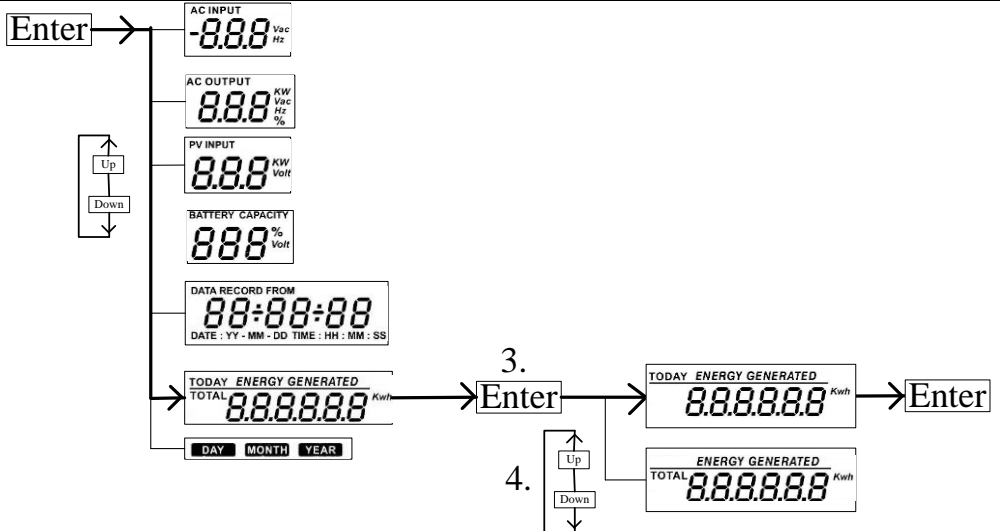 Enter
AC INPUT
-8.8.8 Vac
Hz
AC OUTPUT
8.8.8 KW
Vac
Hz
%
Up
Down
PV INPUT
8.8.8 KW
Volt
BATTERY CAPACITY
888 %
Volt
DATA RECORD FROM
88:88:88
DATE : YY - MM - DD TIME : HH : MM : SS
TODAY ENERGY GENERATED
TOTAL 8.8.8.8.8.8 Kwh
DAY MONTH YEAR
3.
Enter
4.
Up
Down
TODAY ENERGY GENERATED
8.8.8.8.8.8 Kwh
Enter
ENERGY GENERATED
TOTAL 8.8.8.8.8.8 Kwh